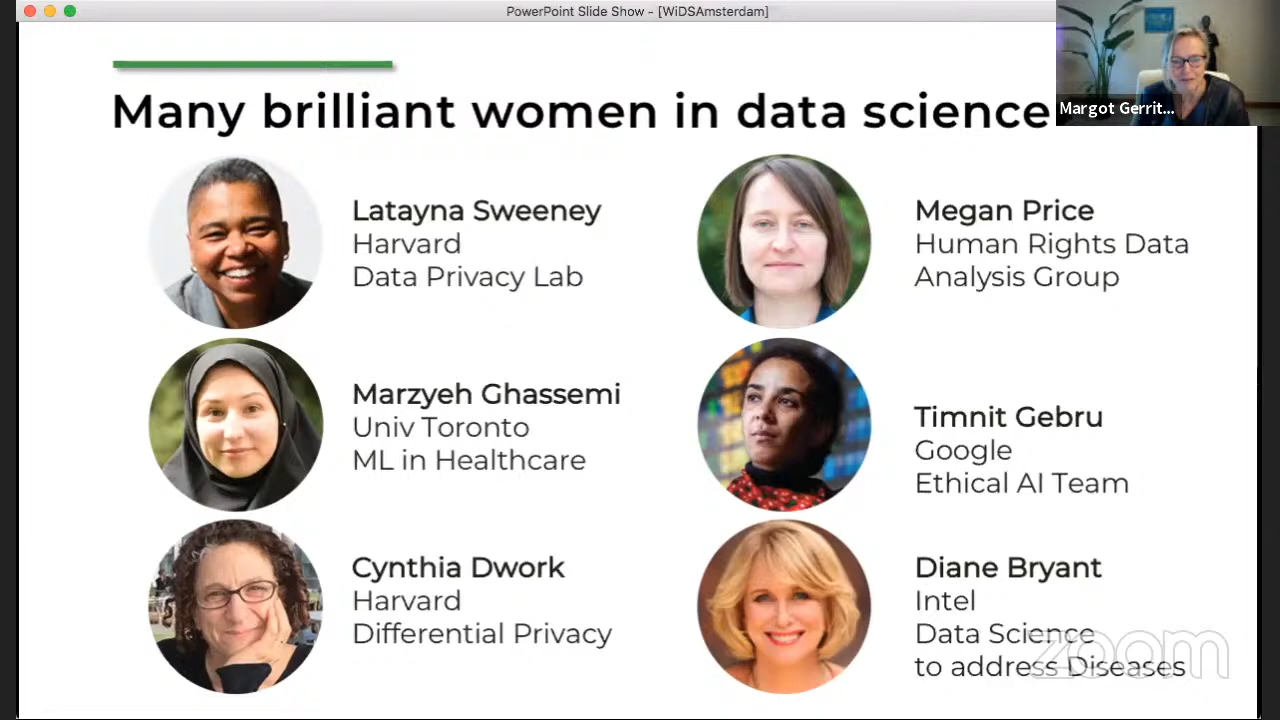 PowerPoint Slide Show - [WiDSAmsterdam]
Margot Gerrit...
Many brilliant women in data science
Latayna Sweeney
Harvard
Data Privacy Lab
Megan Price
Human Rights Data
Analysis Group
Marzyeh Ghassemi
Univ Toronto
ML in Healthcare
Timnit Gebru
Google
Ethical AI Team
Cynthia Dwork
Harvard
Differential Privacy
Diane Bryant
Intel
Data Science
to address Diseases
zoom